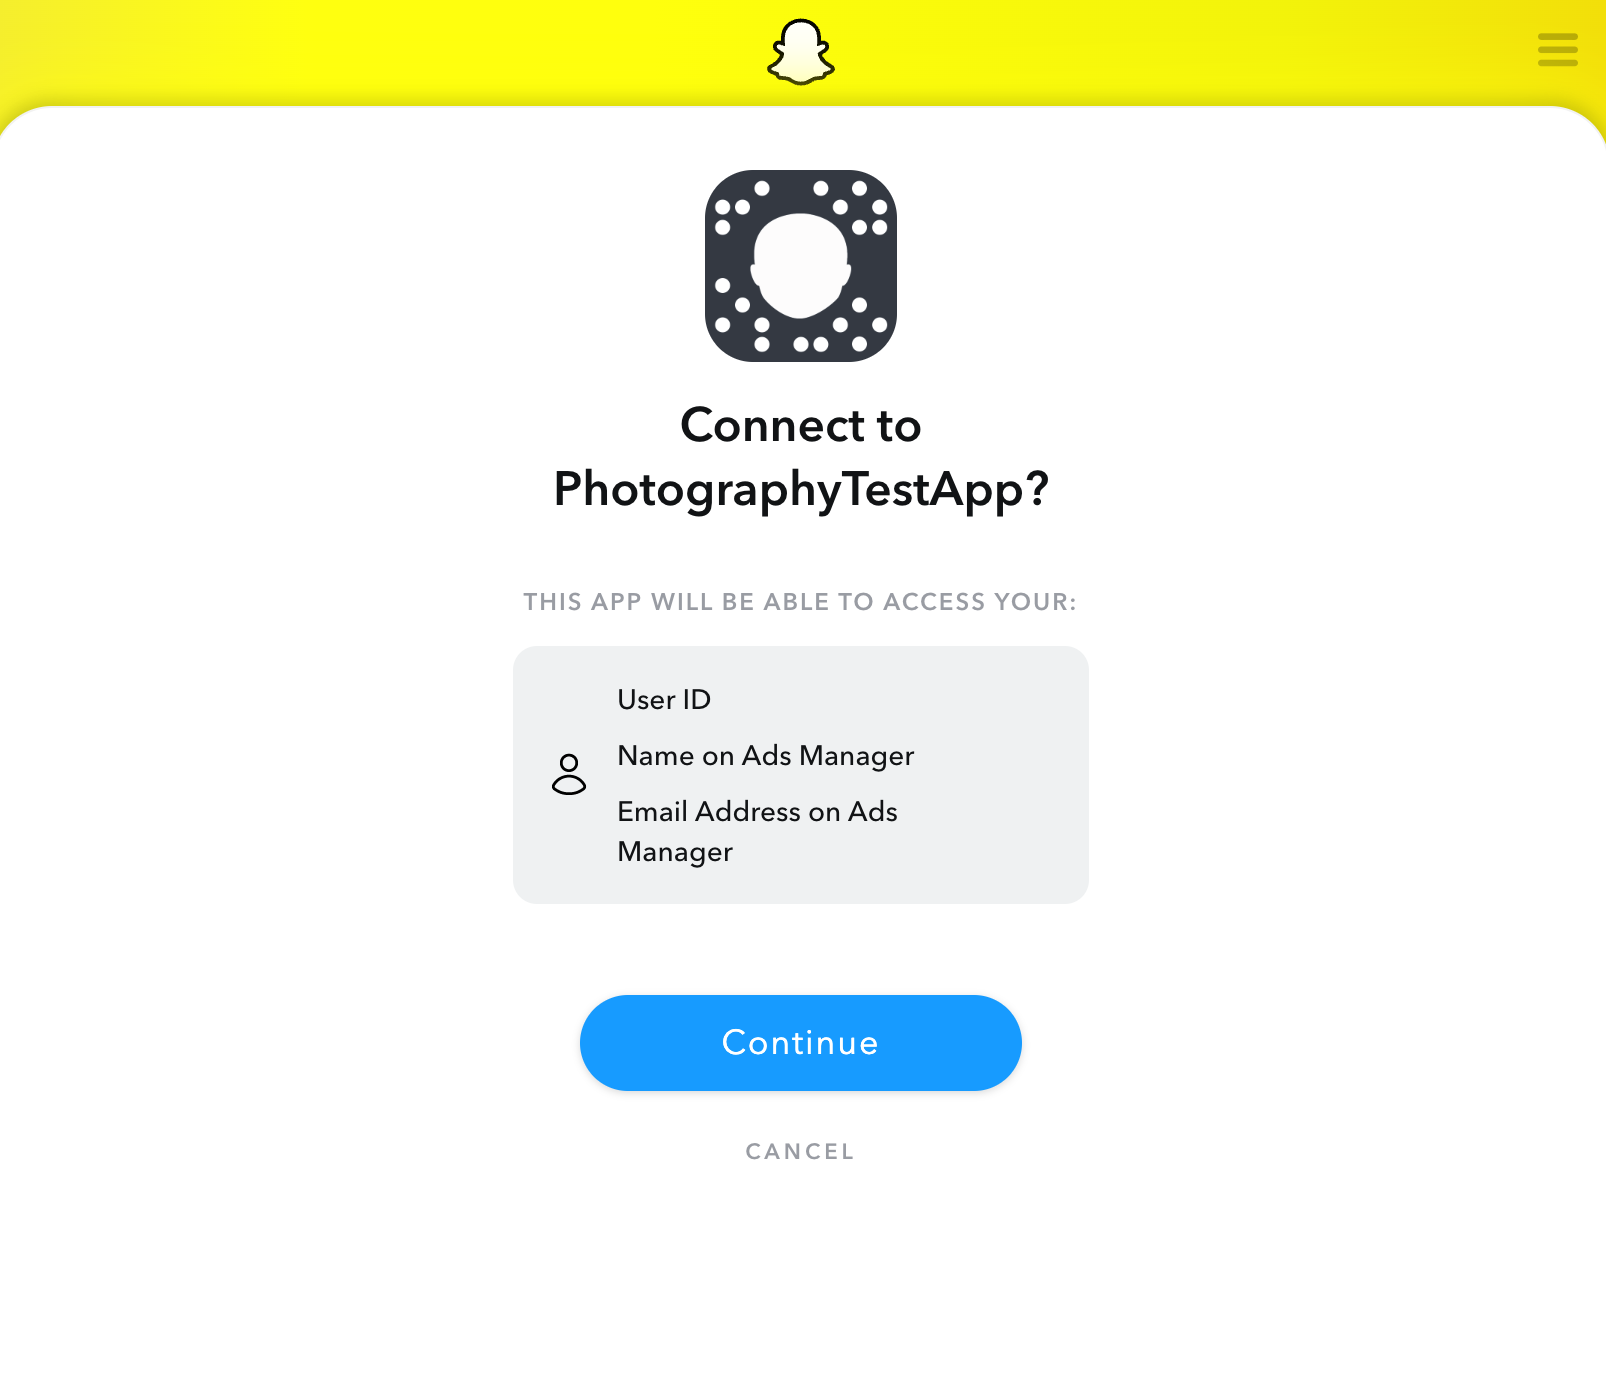 Connect to
PhotographyTestApp?
THIS APP WILL BE ABLE TO ACCESS YOUR:
User ID
Name on Ads Manager
Email Address on Ads
Manager
Continue
CANCEL